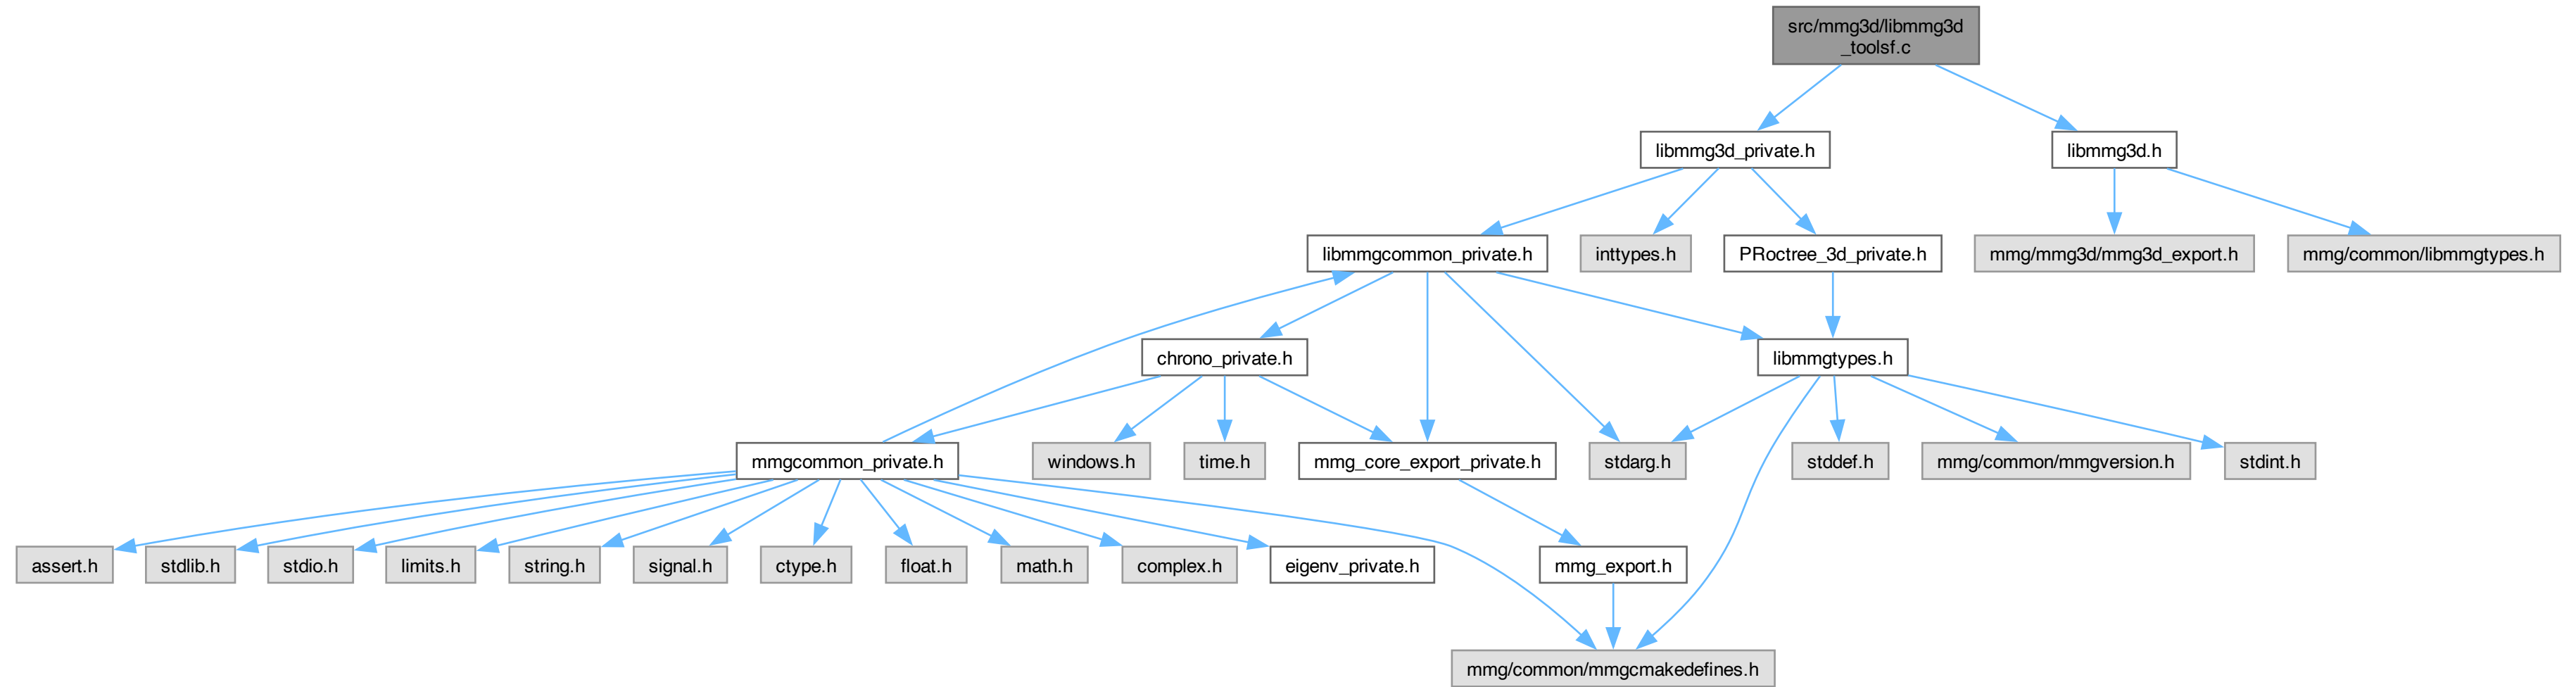 src/mmg3d/libmmg3d
_toolsf.c
libmmg3d_private.h
libmmg3d.h
libmmgcommon_private.h
inttypes.h
PRoctree_3d_private.h
mmg/mmg3d/mmg3d_export.h
mmg/common/libmmgtypes.h
chrono_private.h
libmmgtypes.h
mmgcommon_private.h
windows.h
time.h
mmg_core_export_private.h
stdarg.h
stddef.h
mmg/common/mmgversion.h
stdint.h
assert.h
stdlib.h
stdio.h
limits.h
string.h
signal.h
ctype.h
float.h
math.h
complex.h
eigenv_private.h
mmg_export.h
mmg/common/mmgcmakedefines.h